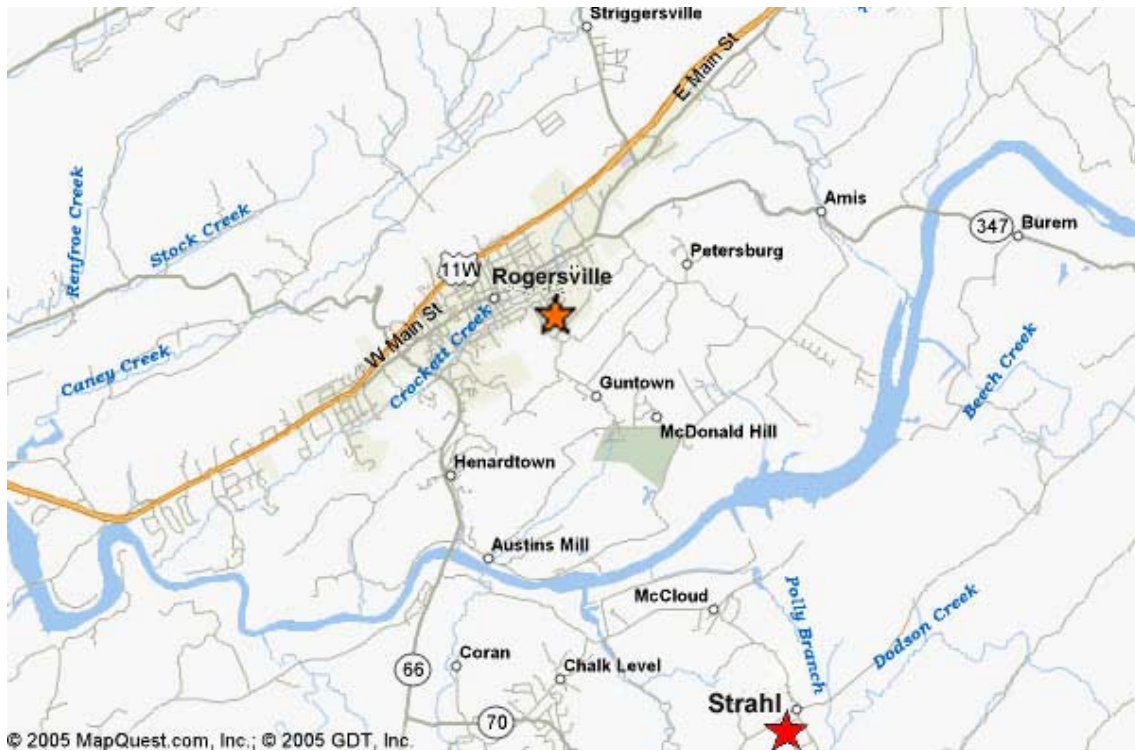 Striggersville
E Main St
Renfroe Creek
Stock Creek
Amis
347
Burem
Petersburg
11W
Rogersville
W Main St
Crockett Creek
Caney Creek
Beech Creek
Guntown
McDonald Hill
Henardtown
Austins Mill
McCloud
Polly Branch
Dodson Creek
66
Coran
Chalk Level
Strahl
70
© 2005 MapQuest.com, Inc.; © 2005 GDT, Inc.